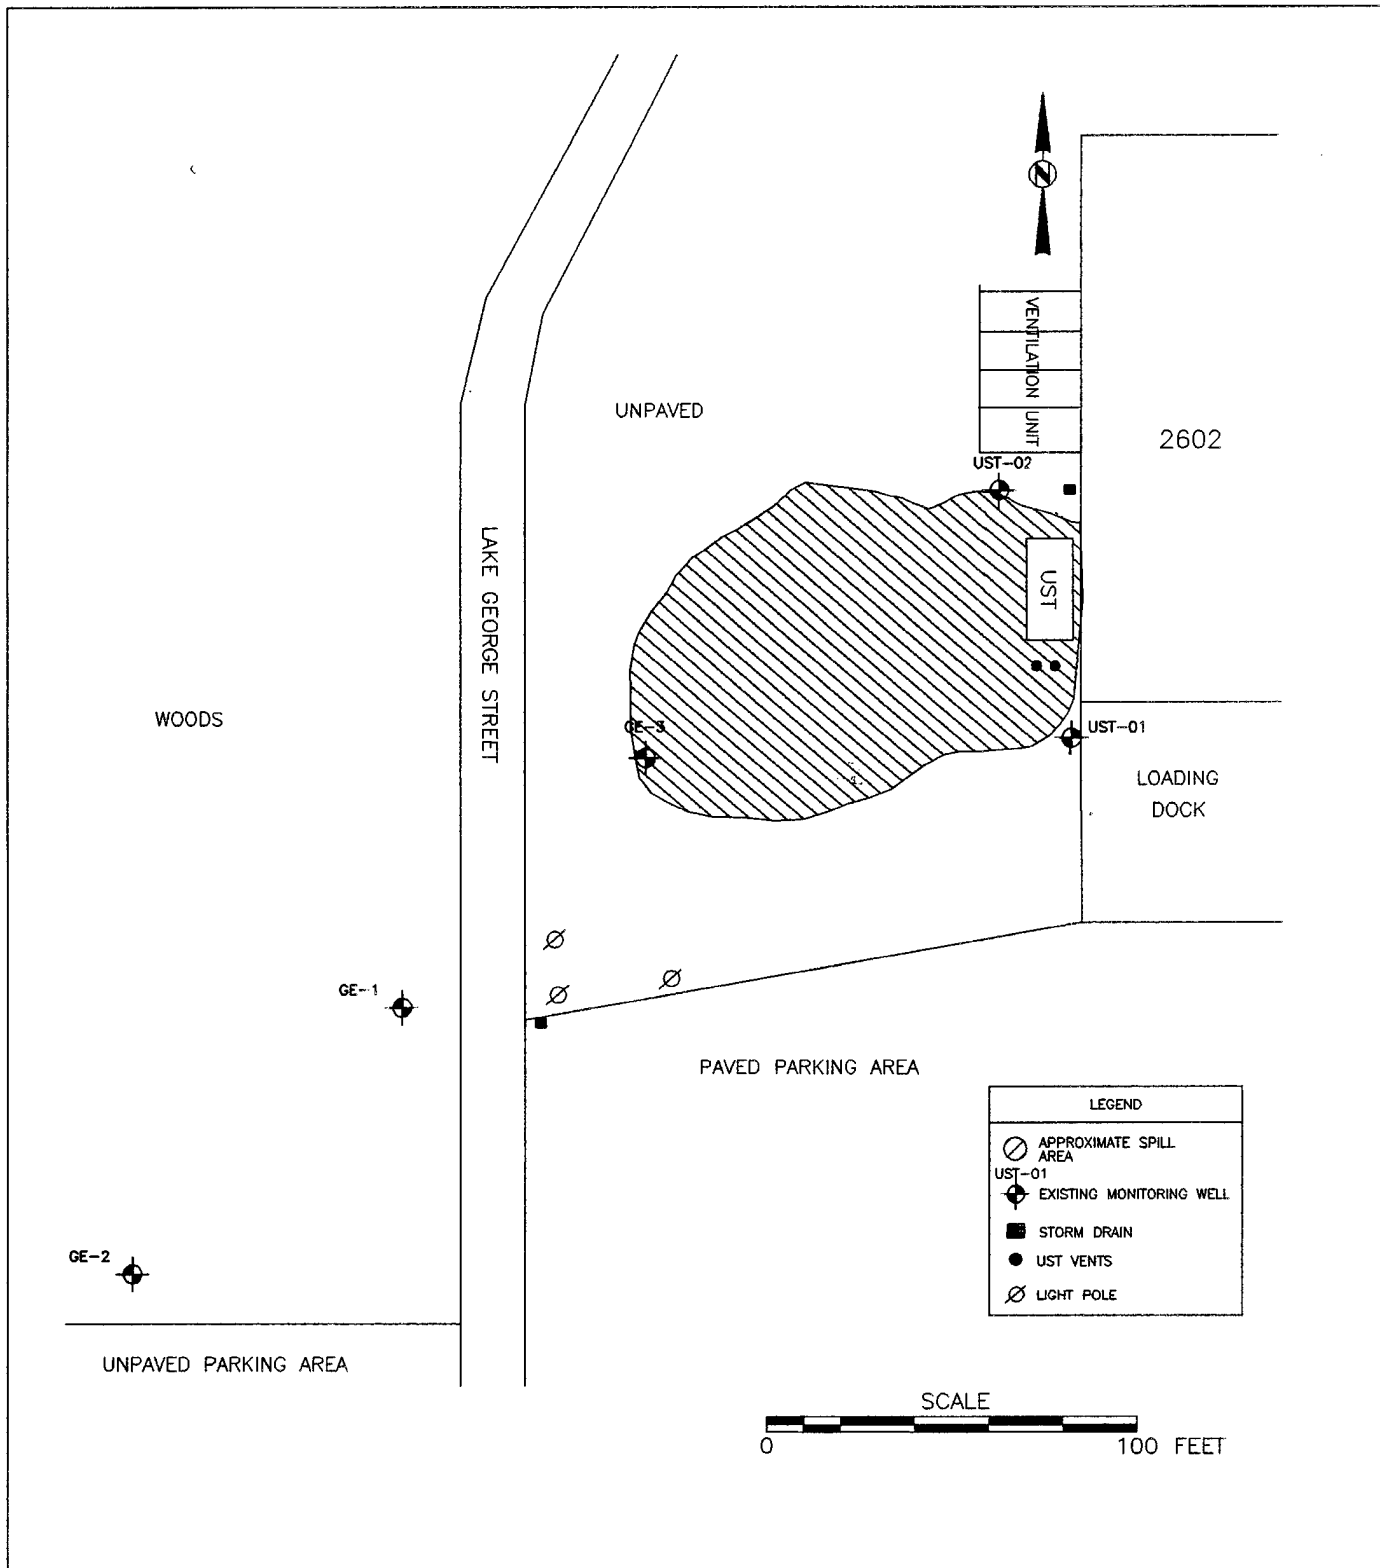 N
VENTILATION UNIT
UNPAVED
2602
UST-02
LAKE GEORGE STREET
UST
WOODS
GE-3
UST-01
LOADING
DOCK
GE-1
PAVED PARKING AREA
LEGEND
APPROXIMATE SPILL
AREA
UST-01
EXISTING MONITORING WELL
STORM DRAIN
UST VENTS
LIGHT POLE
GE-2
UNPAVED PARKING AREA
SCALE
0 100 FEET